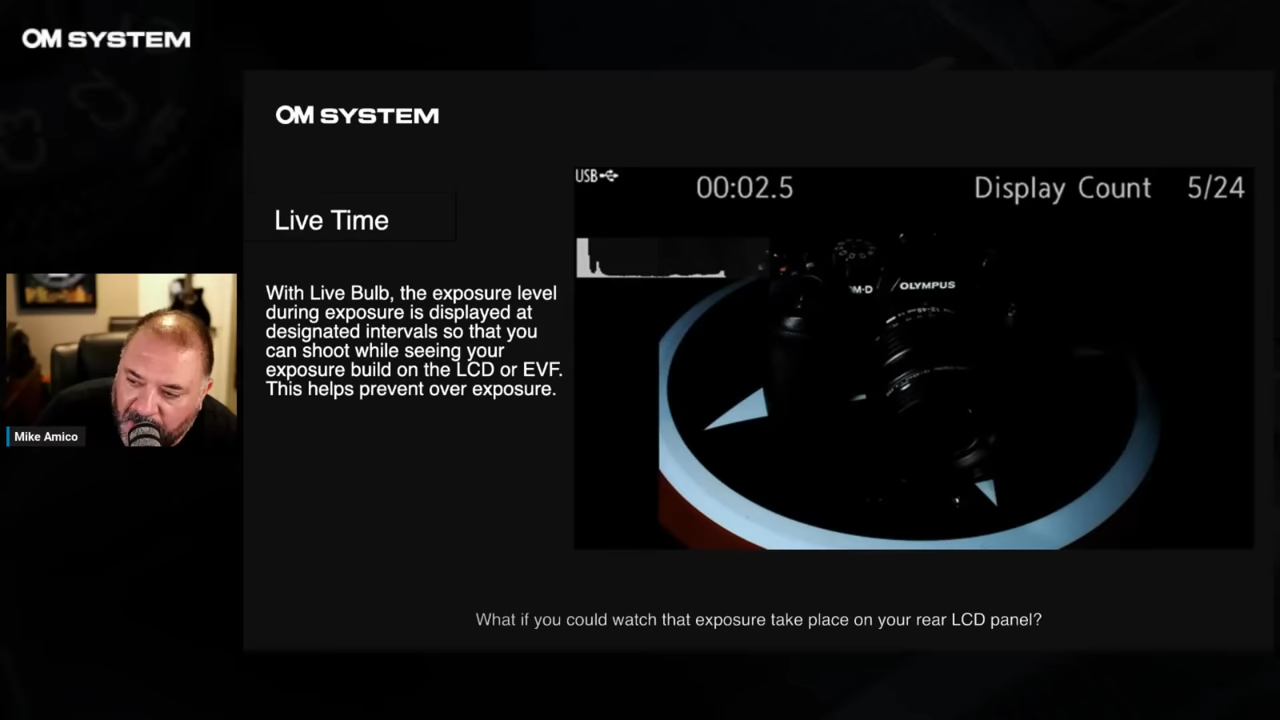 OM SYSTEM
OM SYSTEM
USB
00:02.5
Display Count 5/24
Live Time
M-D
OLYMPUS
With Live Bulb, the exposure level
during exposure is displayed at
designated intervals so that you
can shoot while seeing your
exposure build on the LCD or EVF.
This helps prevent over exposure.
Mike Amico
What if you could watch that exposure take place on your rear LCD panel?